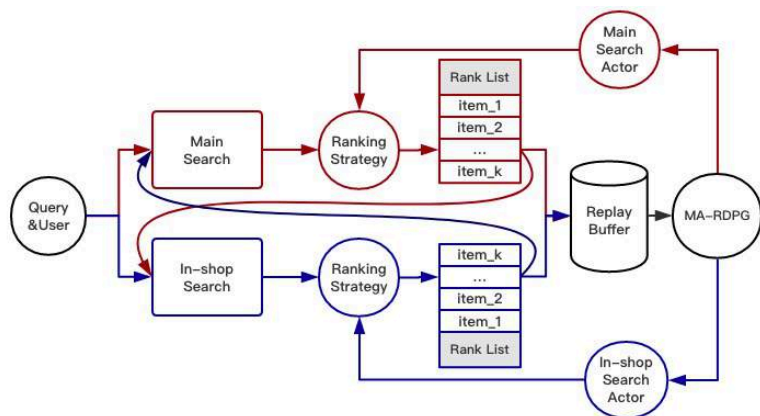 Main
Search
Actor
Rank List
item_1
item_2
...
item_k
Main
Search
Ranking
Strategy
Query
&User
Replay
Buffer
MA-RDPG
In-shop
Search
Ranking
Strategy
item_k
...
item_2
item_1
Rank List
In-shop
Search
Actor